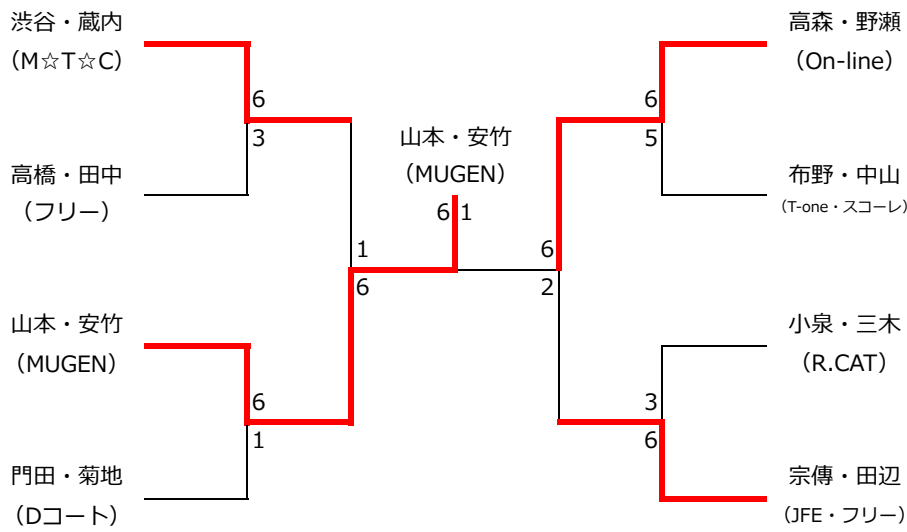 渋谷・蔵内
（M☆T☆C）
6
3
高橋・田中
（フリー）
山本・安竹
（MUGEN）
6
1
門田・菊地
（Dコート）
1
6
山本・安竹
（MUGEN）
6
1
6
2
高森・野瀬
（On-line）
6
5
布野・中山
（T-one・スコーレ）
小泉・三木
（R.CAT）
3
6
宗傳・田辺
（JFE・フリー）